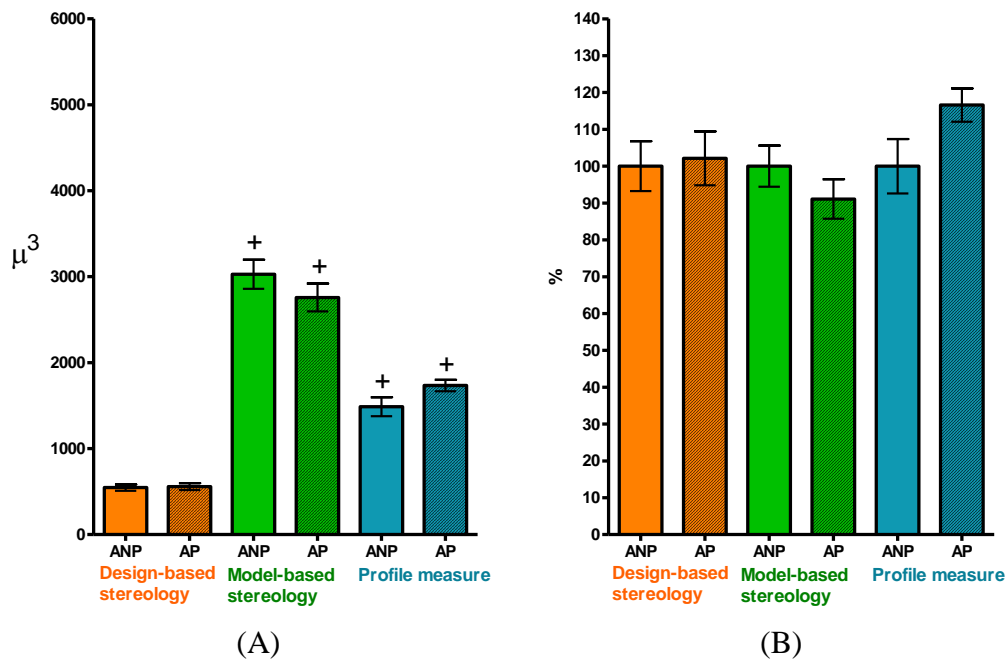 6000
5000
4000
μ³
3000
2000
1000
0
+
+
+
+
ANP AP ANP AP ANP AP
Design-based stereology
Model-based stereology
Profile measure
(A)
140
130
120
110
100
90
80
%
70
60
50
40
30
20
10
0
ANP AP ANP AP ANP AP
Design-based stereology
Model-based stereology
Profile measure
(B)